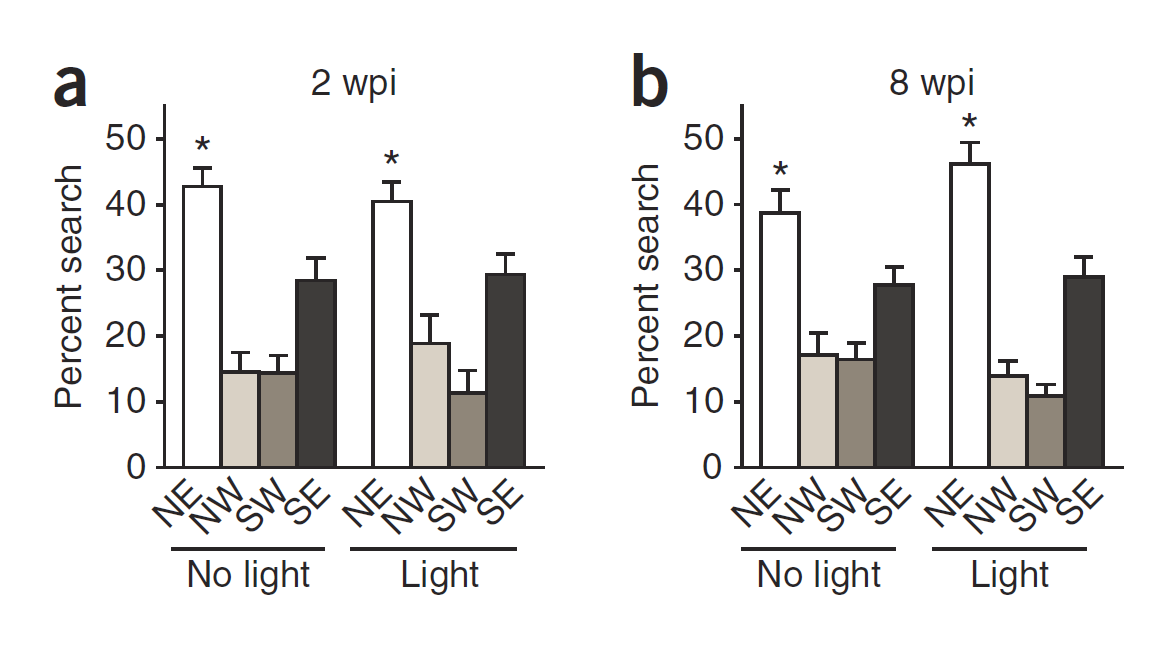 a
2 wpi
Percent search
50
40
30
20
10
0
*
*
NE NW SW SE NE NW SW SE
No light Light
b
8 wpi
Percent search
50
40
30
20
10
0
*
*
NE NW SW SE NE NW SW SE
No light Light